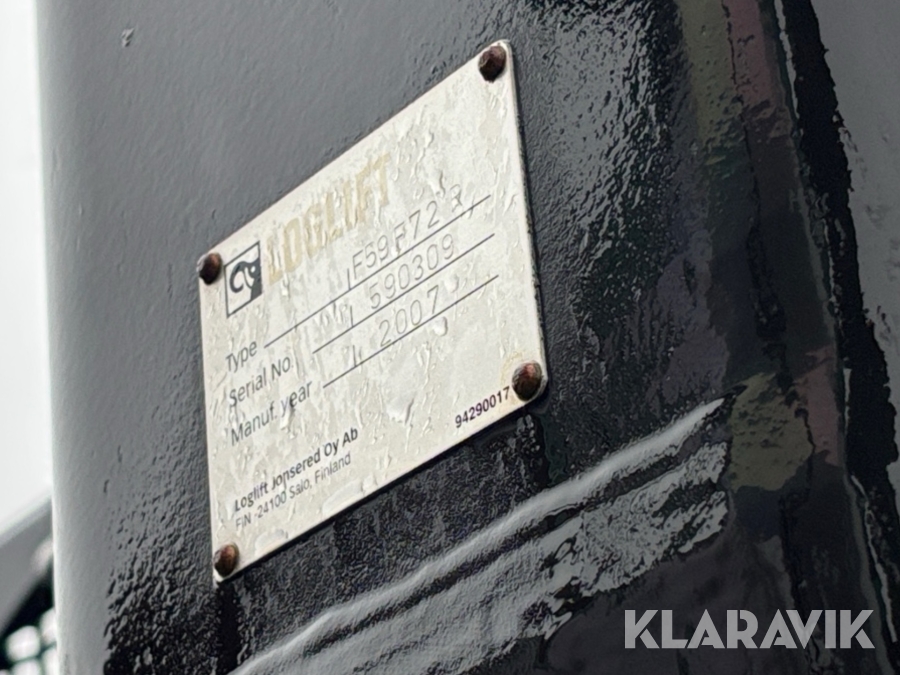 LOGLIFT
Type F59F72 R
Serial No. 590309
Manuf. year 2007
Loglift Jonsered Oy Ab
FIN -24100 Salo, Finland
94290017
KLARAVIK